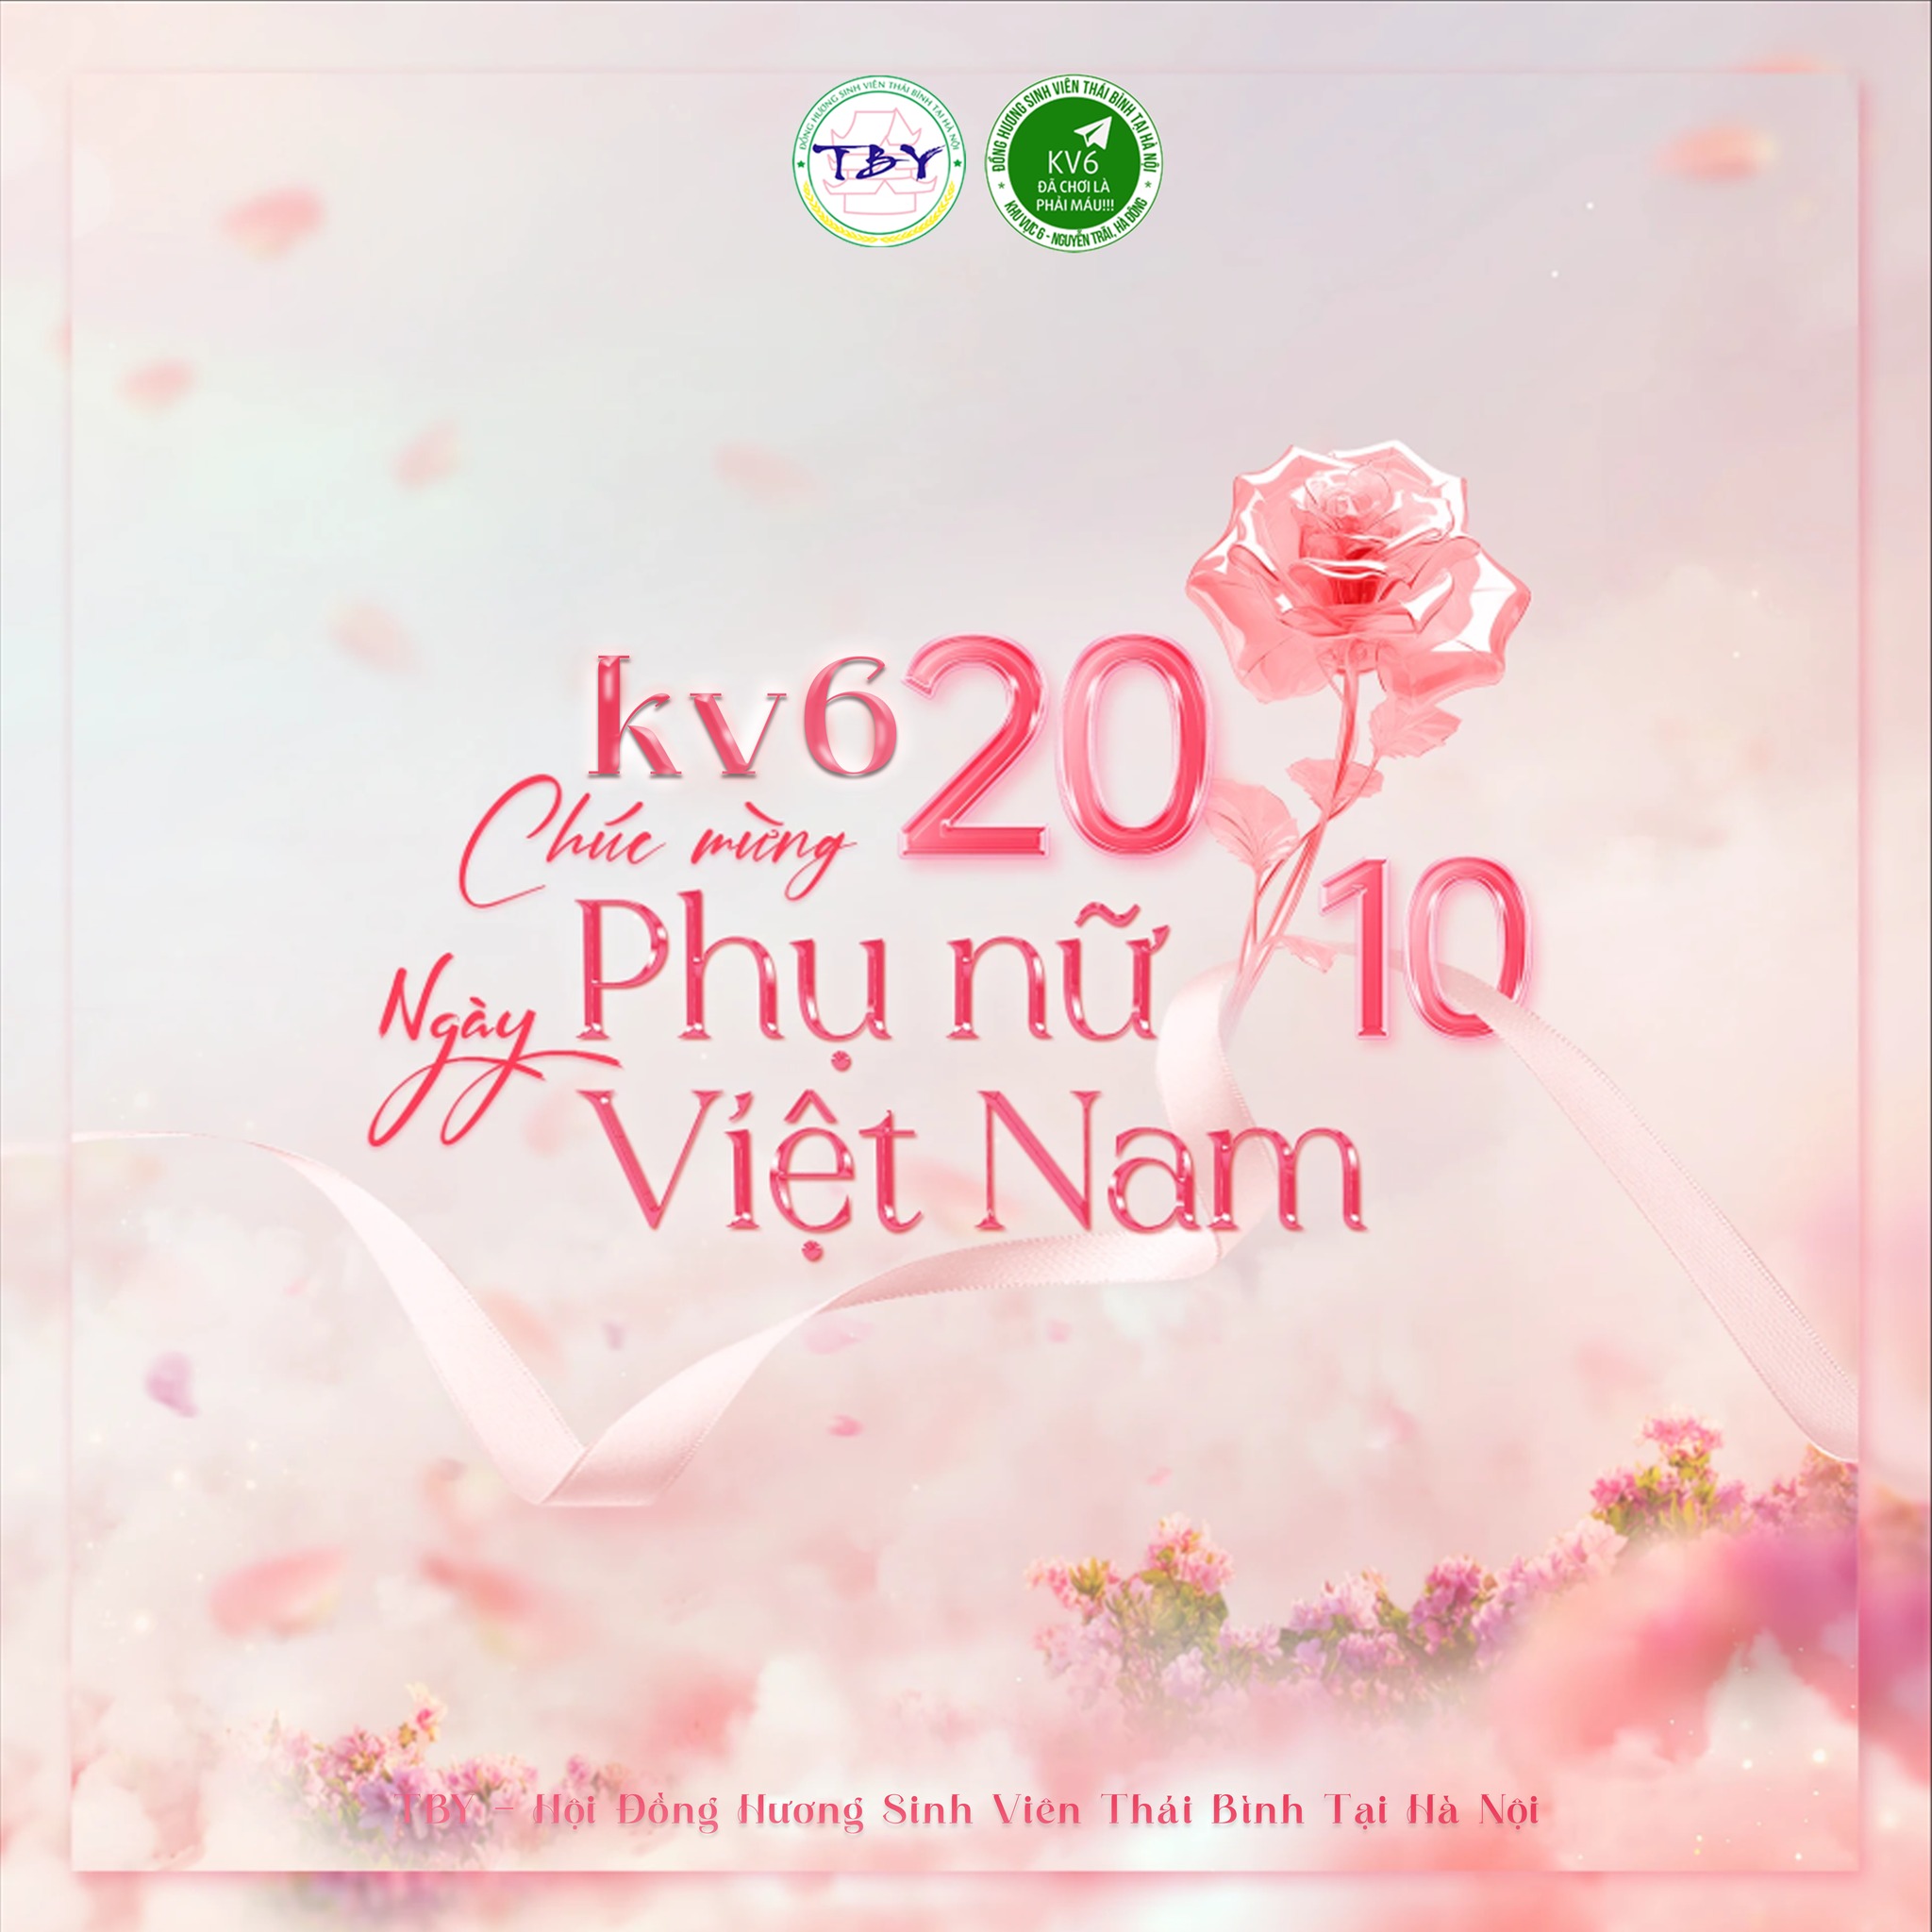 ĐỒNG HƯƠNG SINH VIÊN THÁI BÌNH TẠI HÀ NỘI
TBY
ĐỒNG HƯƠNG SINH VIÊN THÁI BÌNH TẠI HÀ NỘI
KV6
ĐÃ CHƠI LÀ
PHẢI MÁU!!!
KHU VỰC 6 - NGUYỄN TRÃI, HÀ ĐÔNG
kv6 20
Chúc mừng
10
Ngày Phụ nữ
Việt Nam
TBY - Hội Đồng Hương Sinh Viên Thái Bình Tại Hà Nội